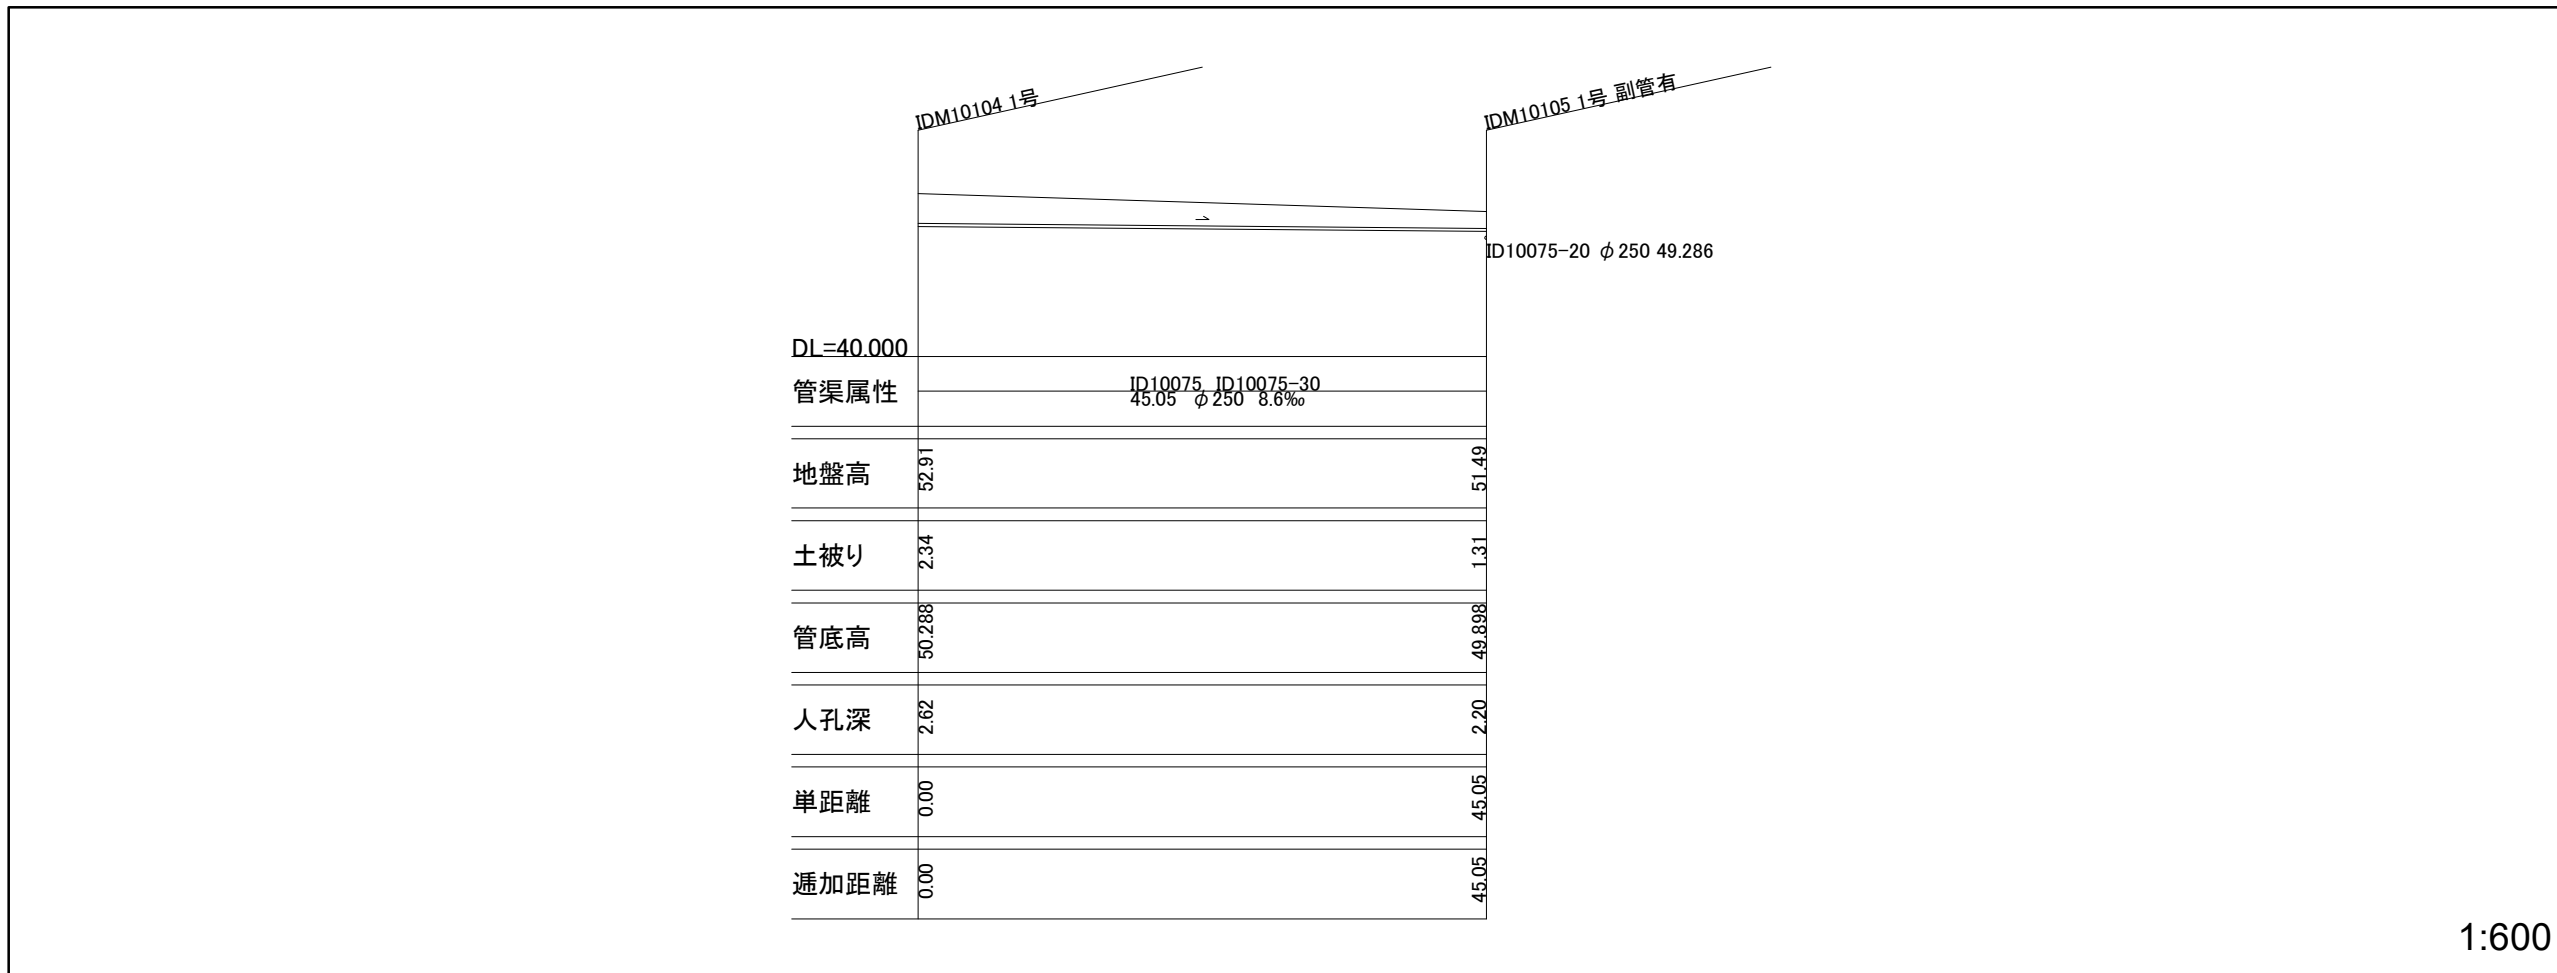 IDM10104 1号
IDM10105 1号 副管有
ID10075-20 φ250 49.286
DL=40.000
管渠属性
ID10075, ID10075-30
45.05 φ250 8.6‰
地盤高 52.91 51.49
土被り 2.34 1.31
管底高 50.288 49.898
人孔深 2.62 2.20
単距離 0.00 45.05
逓加距離 0.00 45.05
1:600